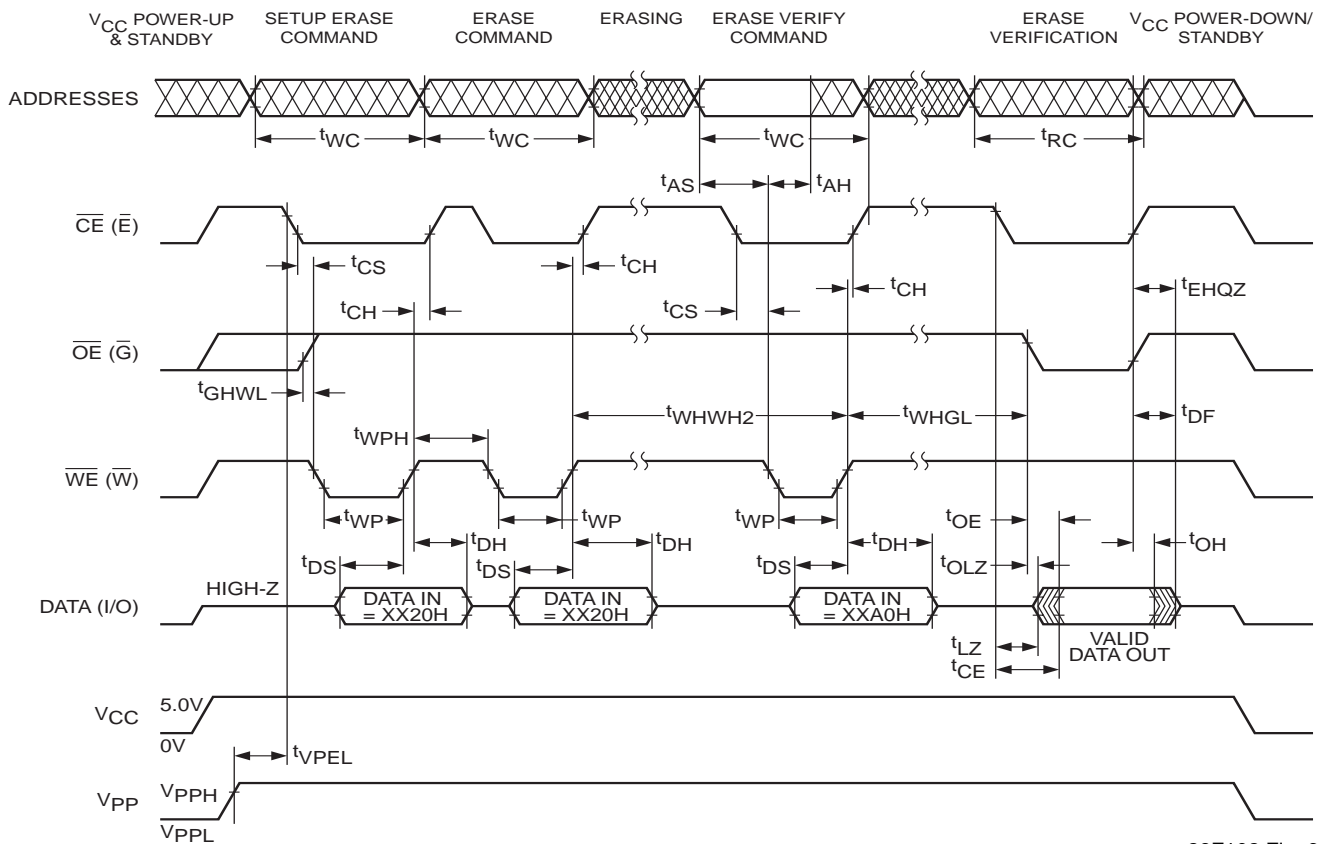 VCC POWER-UP & STANDBY
SETUP ERASE COMMAND
ERASE COMMAND
ERASING
ERASE VERIFY COMMAND
ERASE VERIFICATION
VCC POWER-DOWN/ STANDBY
ADDRESSES
tWC
tWC
tWC
tRC
tAS
tAH
CE (E)
tCS
tCH
tCH
tCS
tCH
tEHQZ
OE (G)
tGHWL
tWHWH2
tWHGL
tDF
tWPH
WE (W)
tWP
tWP
tWP
tOE
tDH
tDH
tDH
tOH
tDS
tDS
tDS
tOLZ
HIGH-Z
DATA (I/O)
DATA IN = XX20H
DATA IN = XX20H
DATA IN = XXA0H
VALID DATA OUT
tLZ
tCE
VCC
5.0V
0V
tVPEL
VPP
VPPH
VPPL